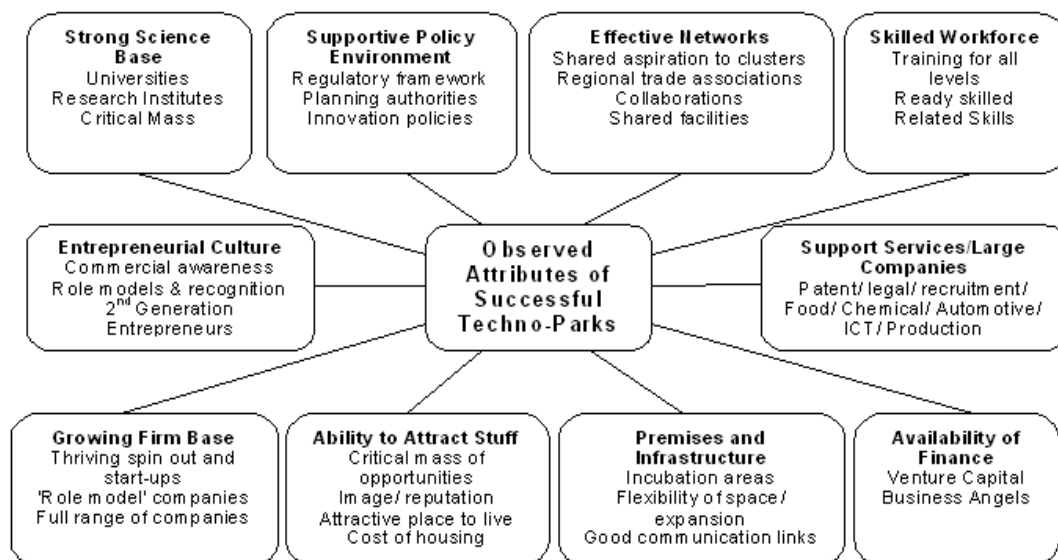 Strong Science
Base
Universities
Research Institutes
Critical Mass
Supportive Policy
Environment
Regulatory framework
Planning authorities
Innovation policies
Effective Networks
Shared aspiration to clusters
Regional trade associations
Collaborations
Shared facilities
Skilled Workforce
Training for all
levels
Ready skilled
Related Skills
Entrepreneurial Culture
Commercial awareness
Role models & recognition
2nd Generation
Entrepreneurs
Observed
Attributes of
Successful
Techno-Parks
Support Services/Large
Companies
Patent/ legal/ recruitment/
Food/ Chemical/ Automotive/
ICT/ Production
Growing Firm Base
Thriving spin out and
start-ups
'Role model' companies
Full range of companies
Ability to Attract Stuff
Critical mass of
opportunities
Image/ reputation
Attractive place to live
Cost of housing
Premises and
Infrastructure
Incubation areas
Flexibility of space/
expansion
Good communication links
Availability of
Finance
Venture Capital
Business Angels